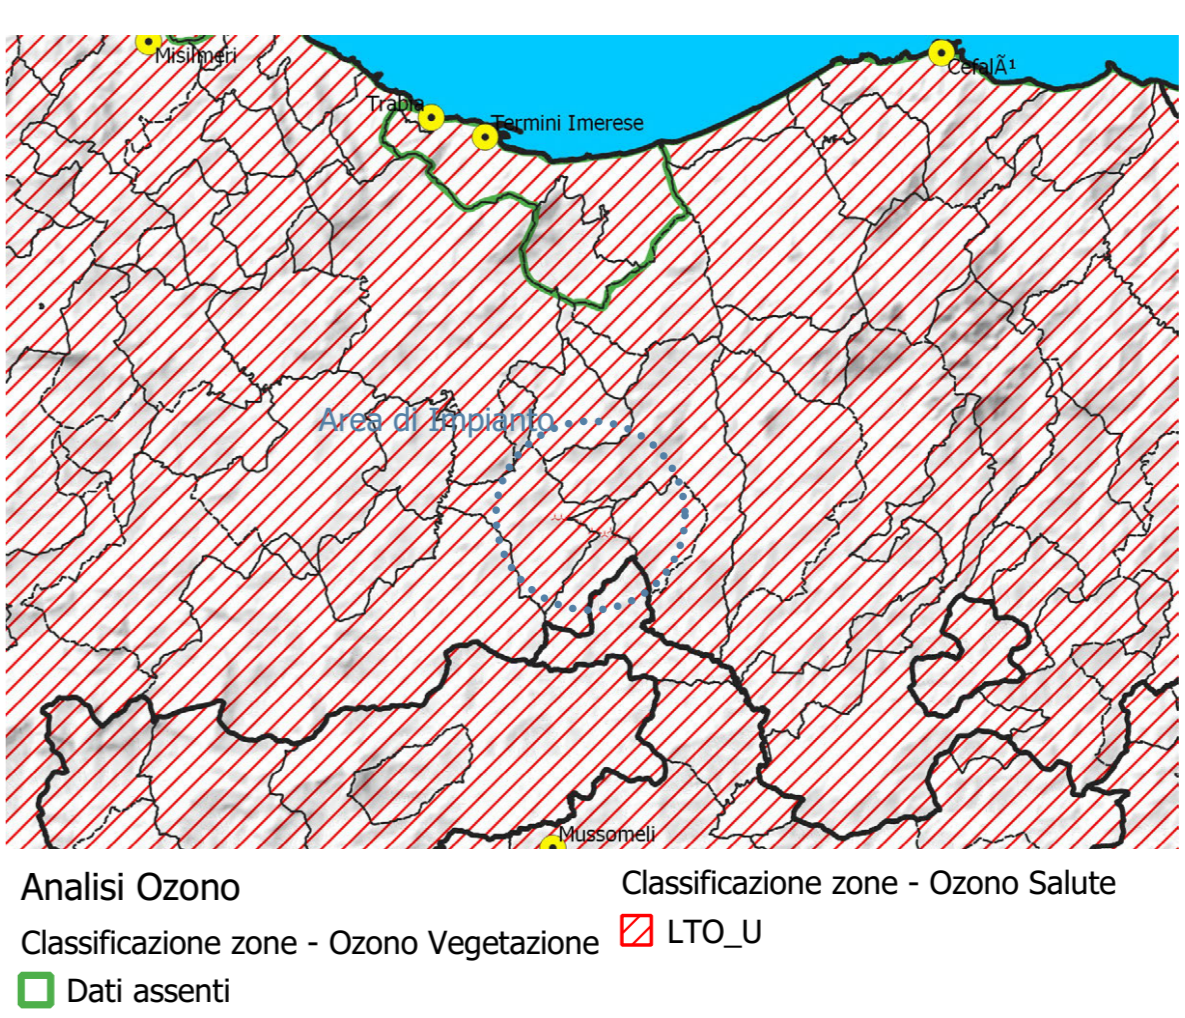 Misilmeri
CefalÃ¹
Trabia
Termini Imerese
Area di Impianto
Mussomeli
Analisi Ozono
Classificazione zone - Ozono Vegetazione
Dati assenti
Classificazione zone - Ozono Salute
LTO_U